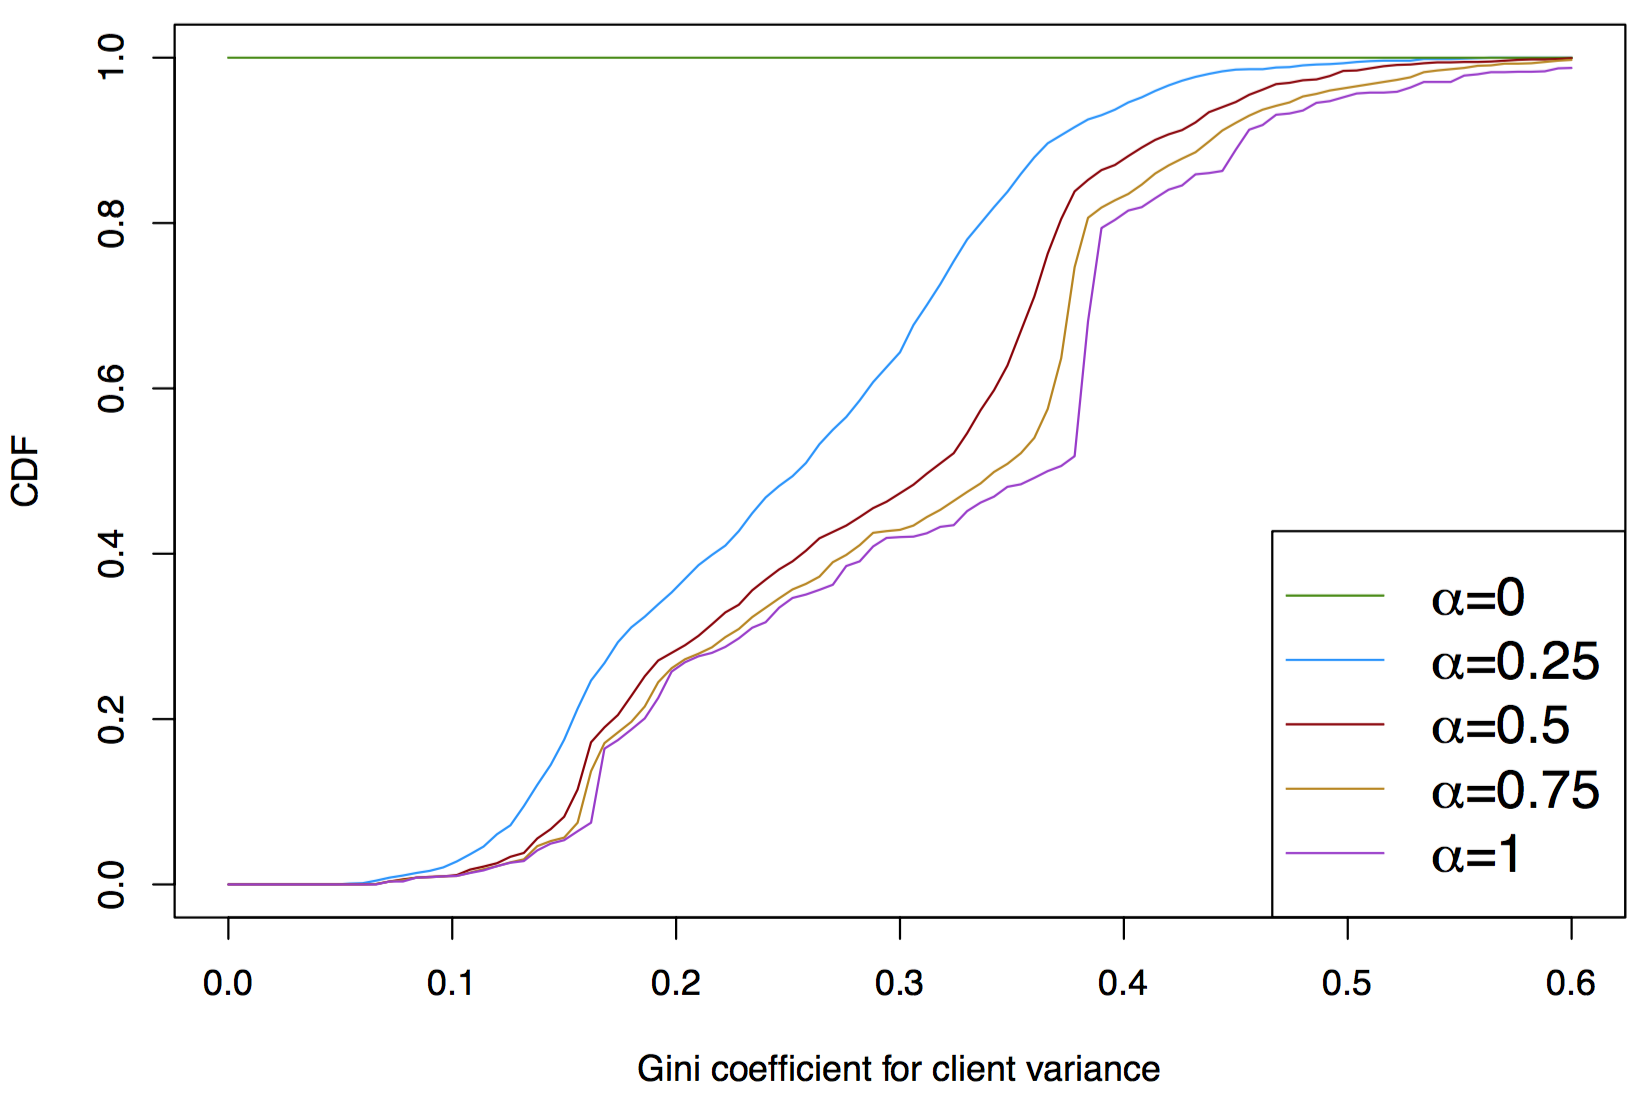 1.0
0.8
0.6
0.4
0.2
0.0
CDF
α=0
α=0.25
α=0.5
α=0.75
α=1
0.0 0.1 0.2 0.3 0.4 0.5 0.6
Gini coefficient for client variance